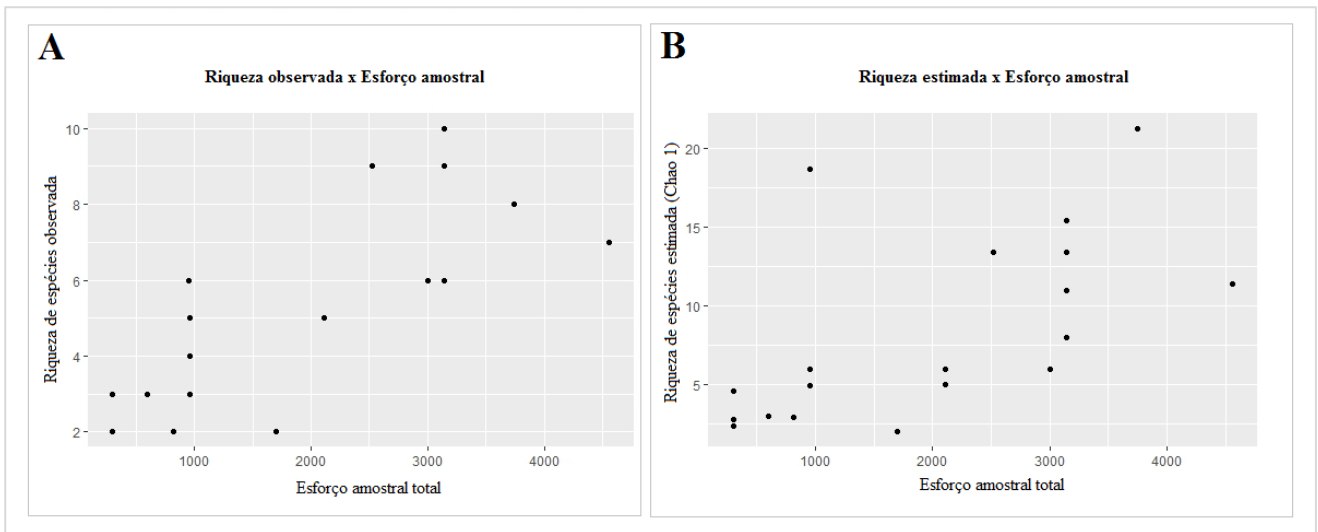 A
Riqueza observada x Esforço amostral
Riqueza de espécies observada
10
8
6
4
2
1000 2000 3000 4000
Esforço amostral total
B
Riqueza estimada x Esforço amostral
Riqueza de espécies estimada (Chao 1)
20
15
10
5
1000 2000 3000 4000
Esforço amostral total